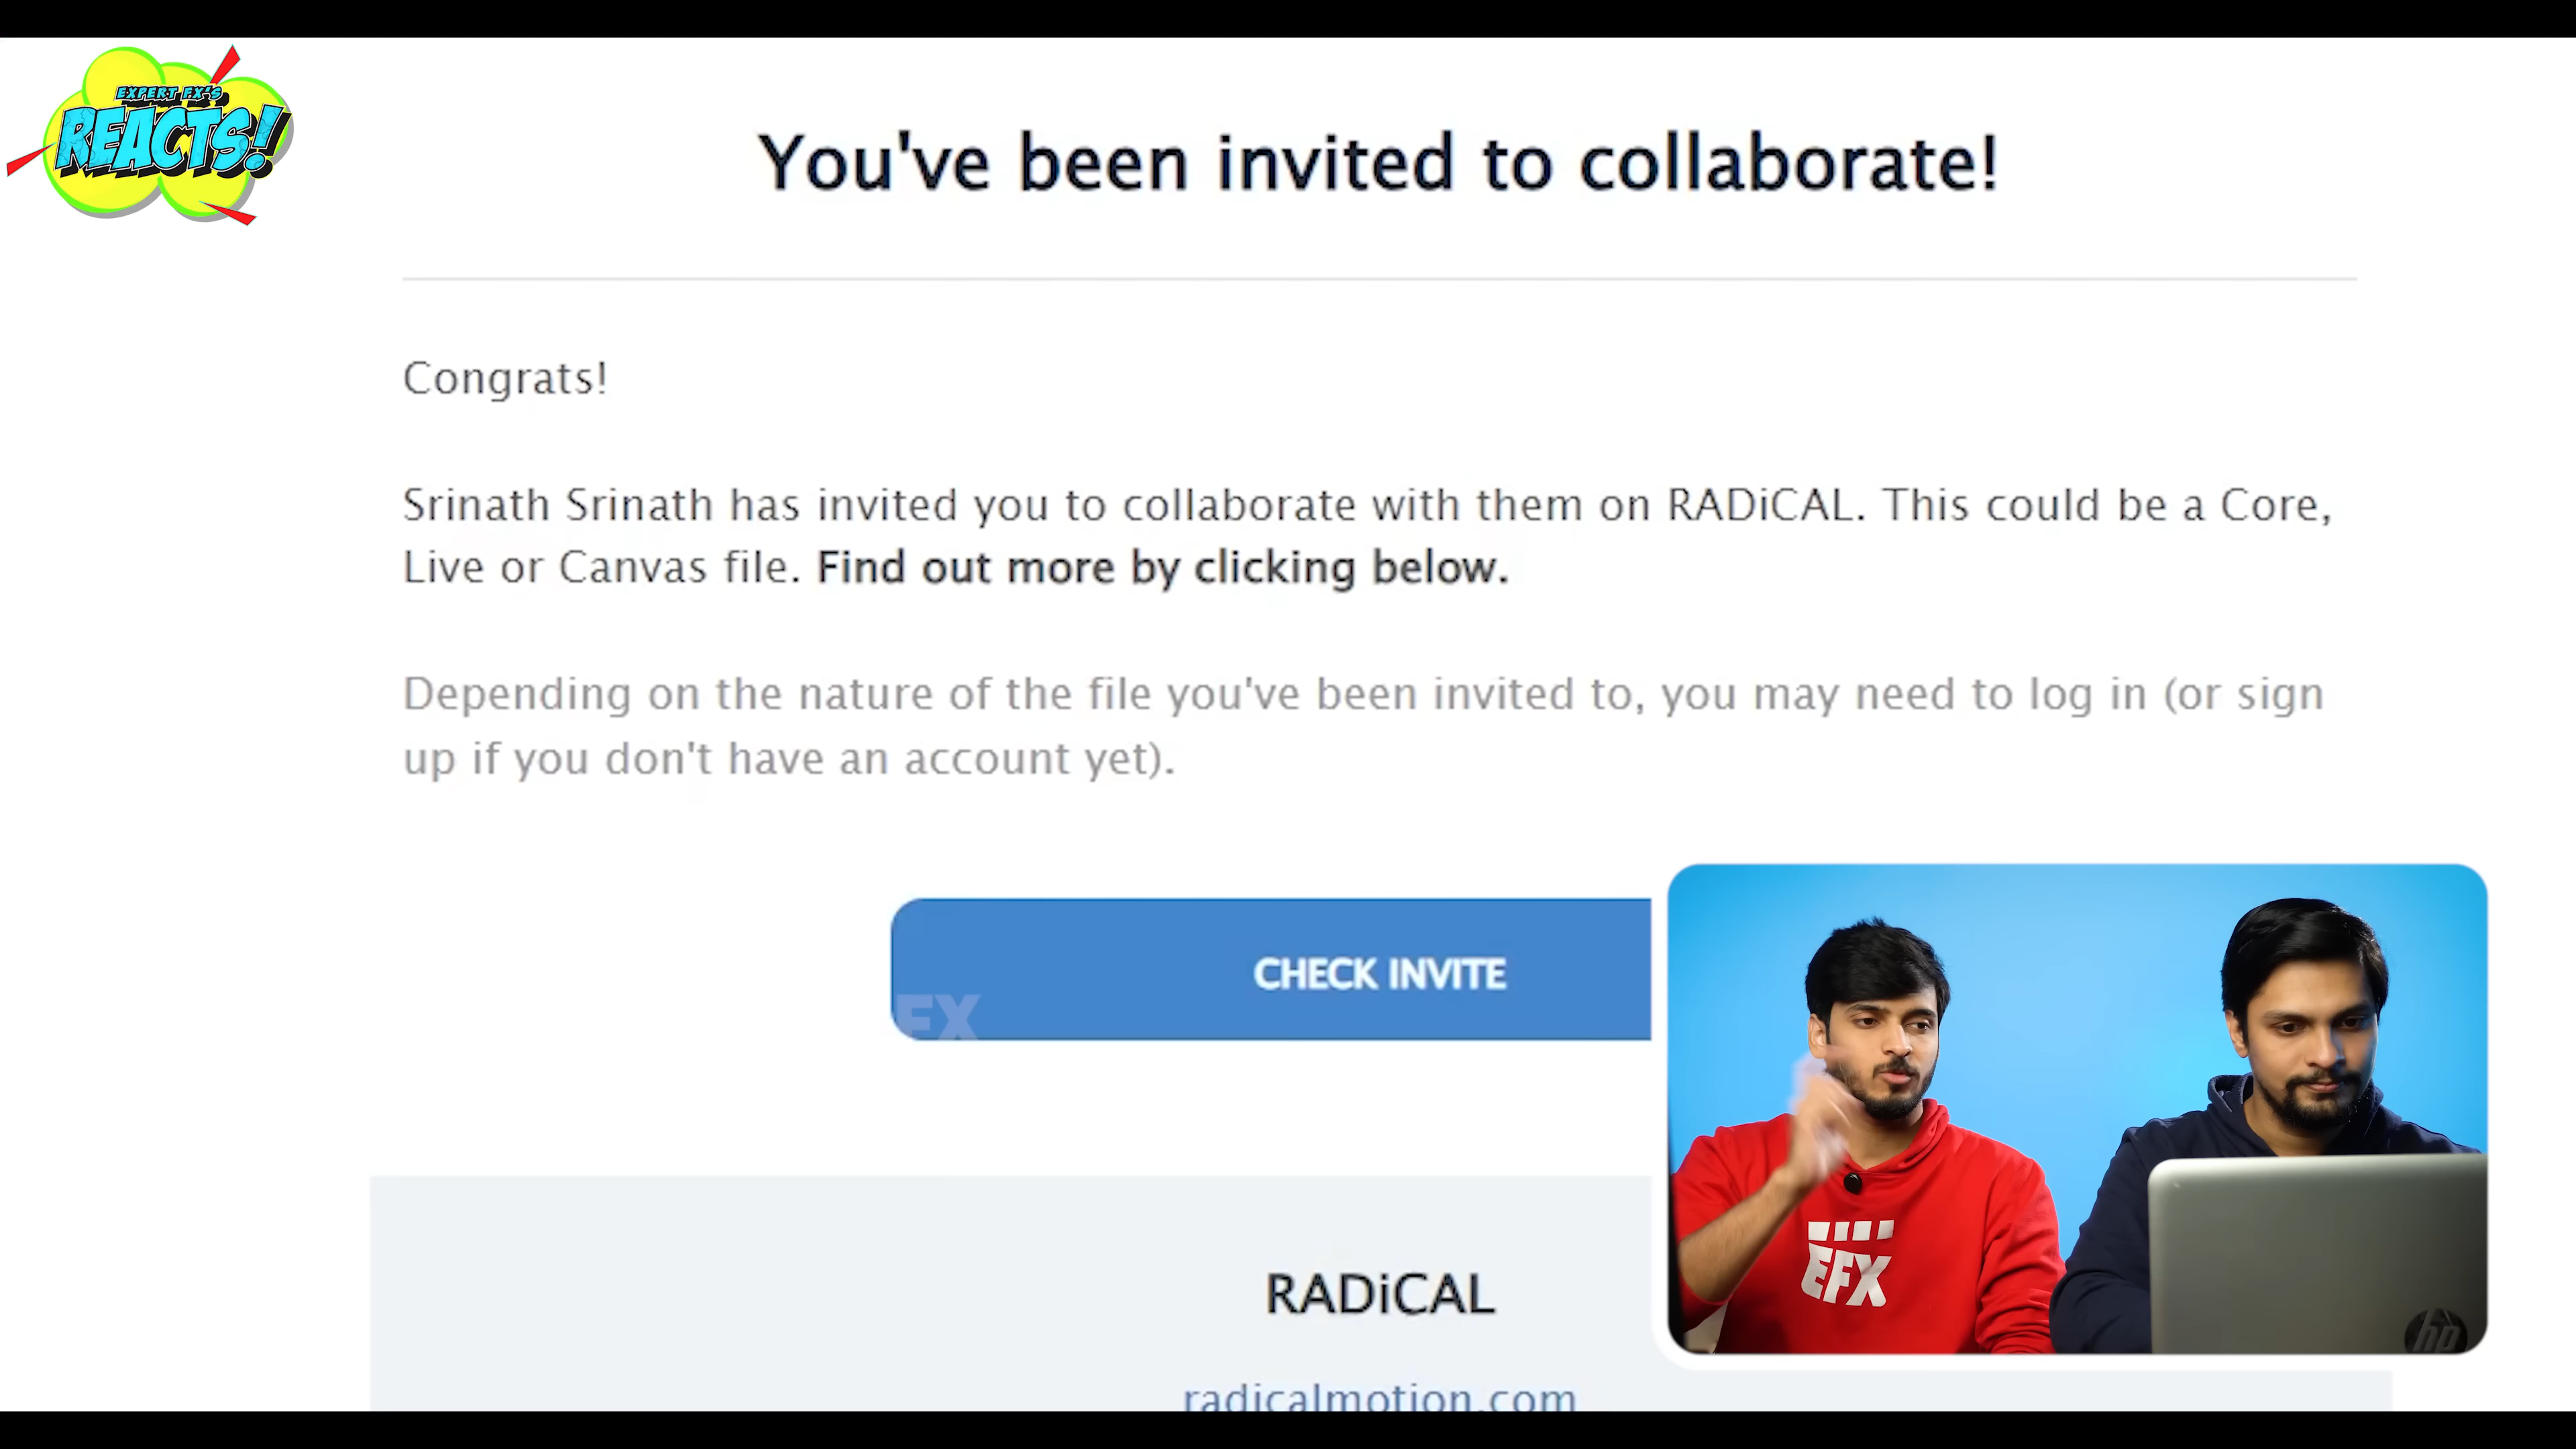 EXPERT FX'S
REACTS!
You've been invited to collaborate!
Congrats!
Srinath Srinath has invited you to collaborate with them on RADiCAL. This could be a Core,
Live or Canvas file. Find out more by clicking below.
Depending on the nature of the file you've been invited to, you may need to log in (or sign
up if you don't have an account yet).
CHECK INVITE
FX
EFX
hp
RADiCAL
radicalmotion.com